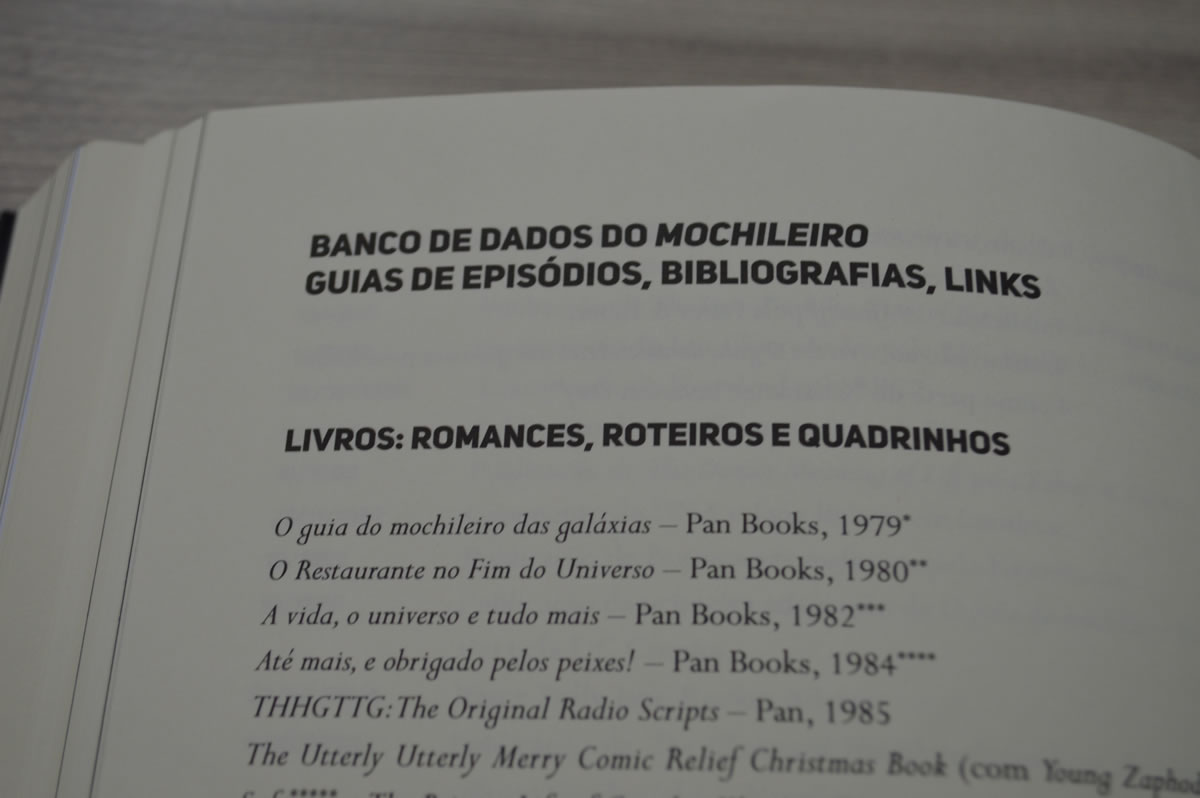 BANCO DE DADOS DO MOCHILEIRO
GUIAS DE EPISÓDIOS, BIBLIOGRAFIAS, LINKS
LIVROS: ROMANCES, ROTEIROS E QUADRINHOS
O guia do mochileiro das galáxias – Pan Books, 1979*
O Restaurante no Fim do Universo – Pan Books, 1980**
A vida, o universo e tudo mais – Pan Books, 1982***
Até mais, e obrigado pelos peixes! – Pan Books, 1984****
THHGTTG: The Original Radio Scripts – Pan, 1985
The Utterly Utterly Merry Comic Relief Christmas Book (com Young Zaphod